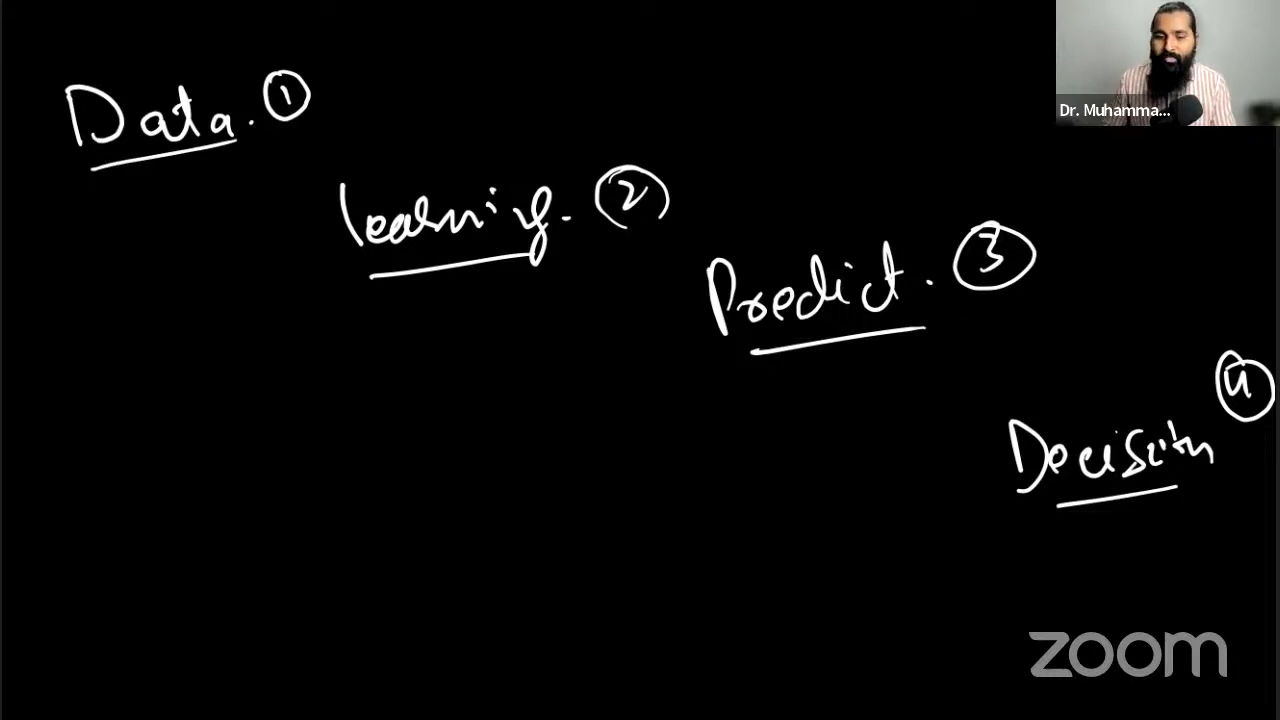 Data. 1
Dr. Muhamma...
learning. 2
Predict. 3
4
Decision
zoom